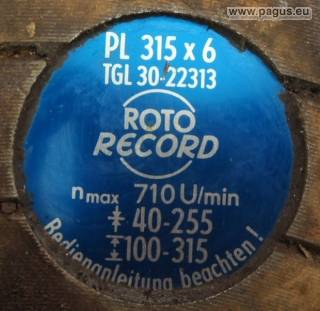 www.pagus.eu
PL 315 x 6
TGL 30-22313
ROTO
RECORD
nmax 710 U/min
40-255
100-315
Bedienganleitung beachten!